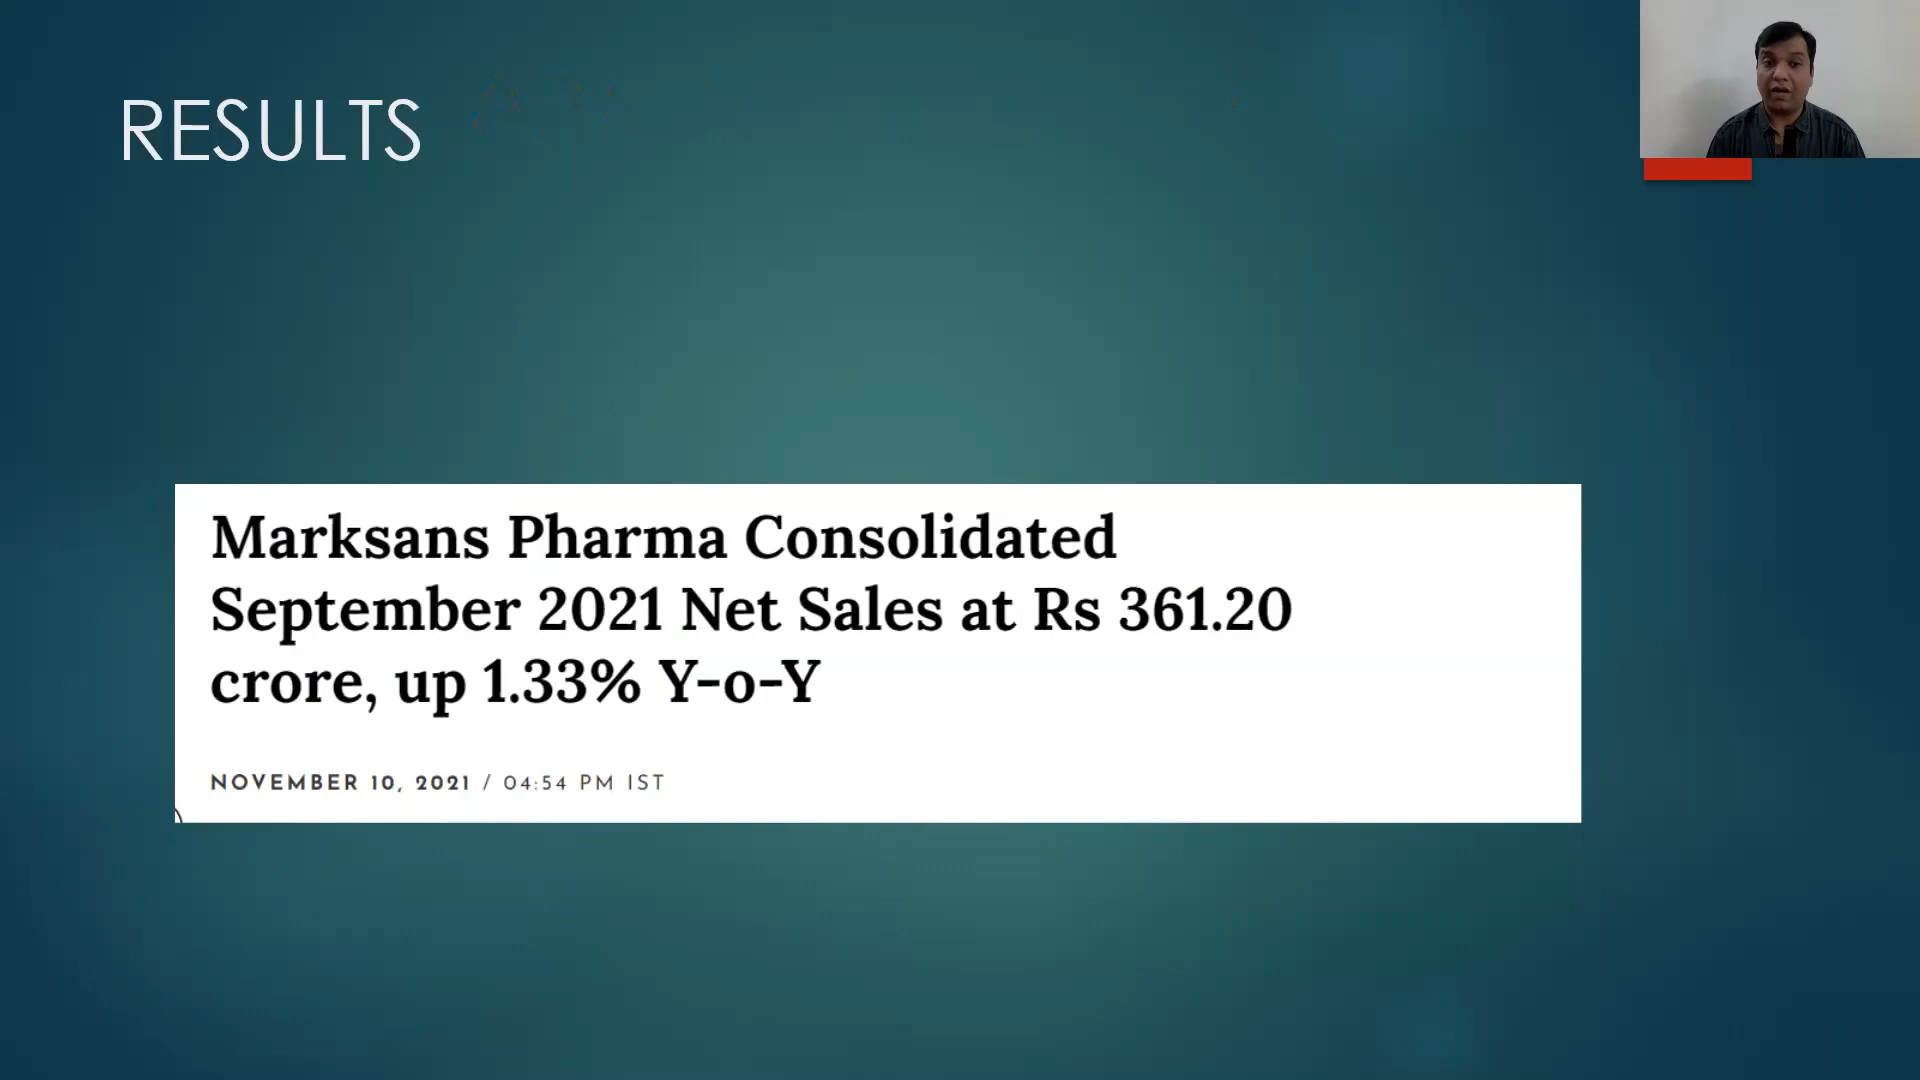 RESULTS
Marksans Pharma Consolidated
September 2021 Net Sales at Rs 361.20
crore, up 1.33% Y-o-Y
NOVEMBER 10, 2021 / 04:54 PM IST